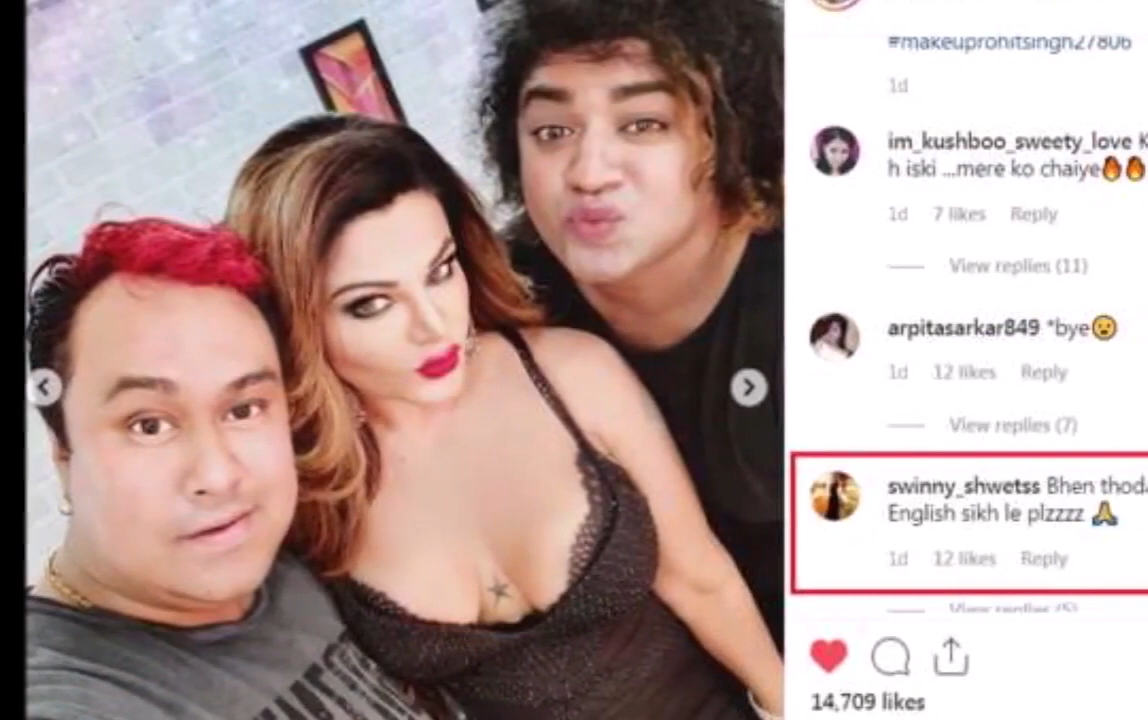 #makeuprohitsingh27806
1d
im_kushboo_sweety_love
h iski ...mere ko chaiye🔥🔥
1d 7 likes Reply
View replies (11)
arpitasarkar849 *bye😮
1d 12 likes Reply
View replies (7)
swinny_shwetss Bhen
English sikh le plzzzz 🙏
1d 12 likes Reply
View replies (5)
14,709 likes